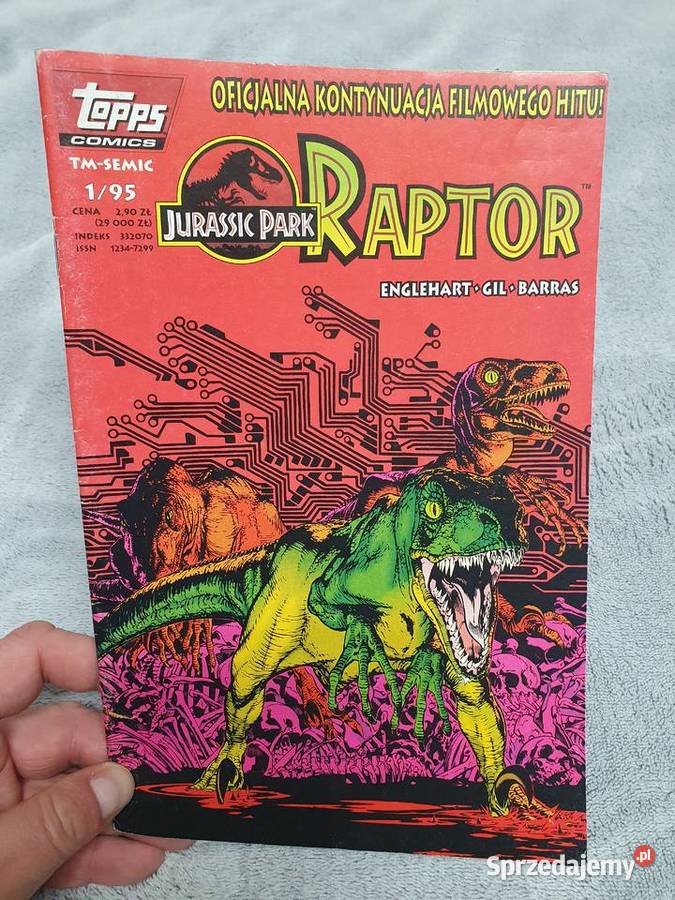 OFICJALNA KONTYNUACJA FILMOWEGO HITU!
Topps
COMICS
TM-SEMIC
1/95
CENA 2,90 ZŁ
(29 000 ZŁ)
INDEKS 332070
ISSN 1234-7299
JURASSIC PARK
RAPTOR™
ENGLEHART • GIL • BARRAS
Sprzedajemy.pl